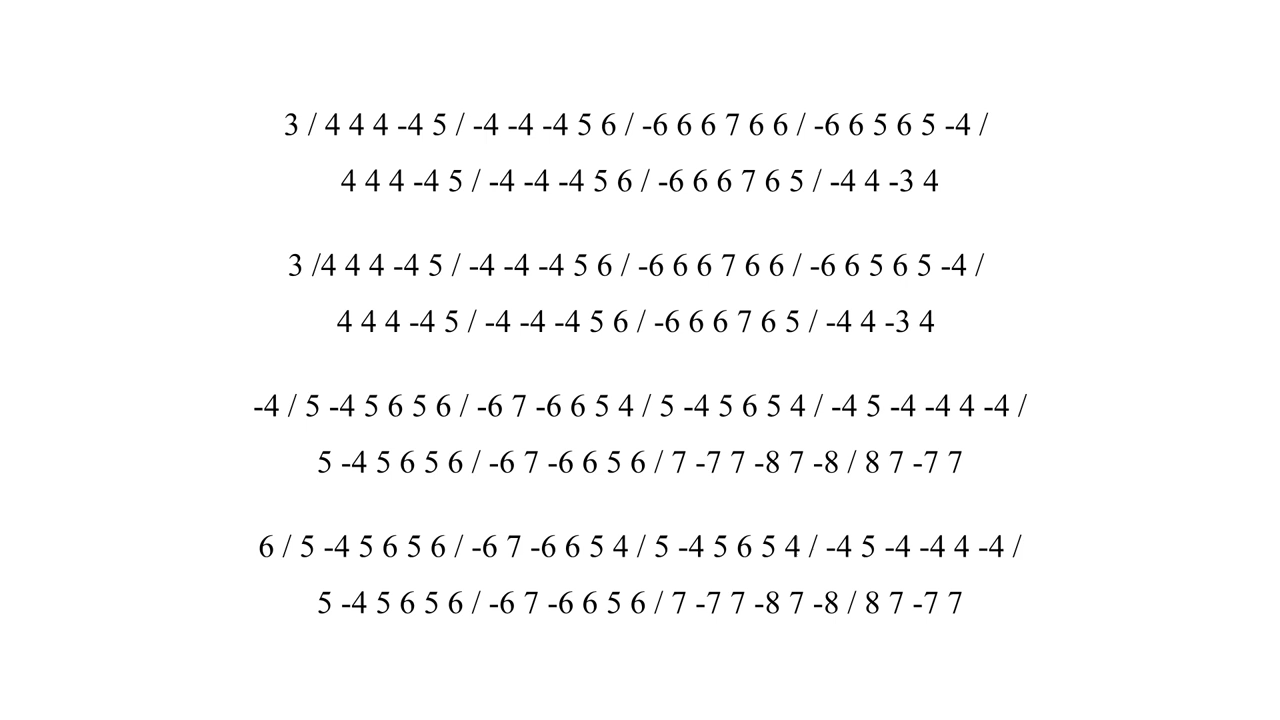 3 / 4 4 4 -4 5 / -4 -4 -4 5 6 / -6 6 6 7 6 6 / -6 6 5 6 5 -4 /
4 4 4 -4 5 / -4 -4 -4 5 6 / -6 6 6 7 6 5 / -4 4 -3 4
3 /4 4 4 -4 5 / -4 -4 -4 5 6 / -6 6 6 7 6 6 / -6 6 5 6 5 -4 /
4 4 4 -4 5 / -4 -4 -4 5 6 / -6 6 6 7 6 5 / -4 4 -3 4
-4 / 5 -4 5 6 5 6 / -6 7 -6 6 5 4 / 5 -4 5 6 5 4 / -4 5 -4 -4 4 -4 /
5 -4 5 6 5 6 / -6 7 -6 6 5 6 / 7 -7 7 -8 7 -8 / 8 7 -7 7
6 / 5 -4 5 6 5 6 / -6 7 -6 6 5 4 / 5 -4 5 6 5 4 / -4 5 -4 -4 4 -4 /
5 -4 5 6 5 6 / -6 7 -6 6 5 6 / 7 -7 7 -8 7 -8 / 8 7 -7 7